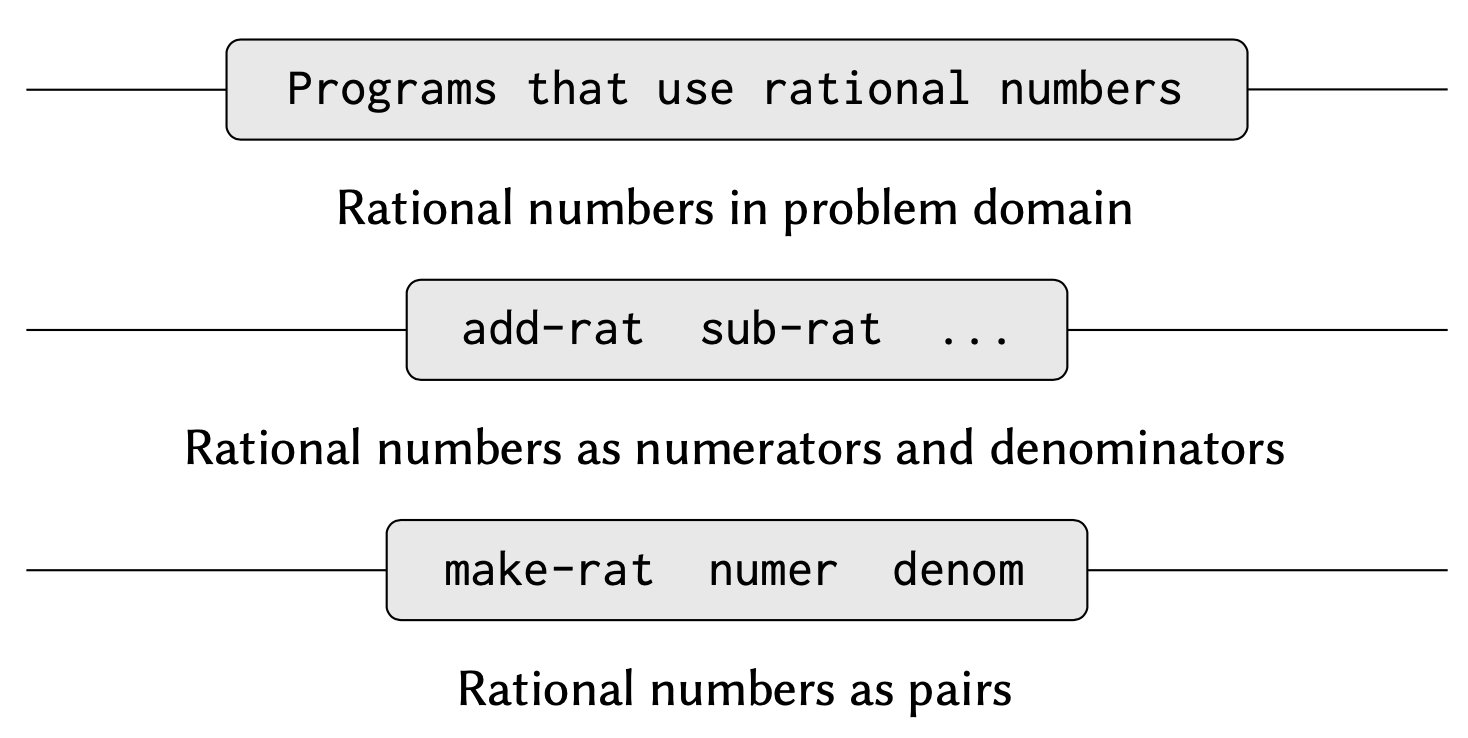 Programs that use rational numbers
Rational numbers in problem domain
add-rat sub-rat ...
Rational numbers as numerators and denominators
make-rat numer denom
Rational numbers as pairs